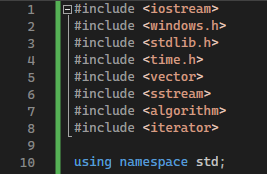 1 #include <iostream>
2 #include <windows.h>
3 #include <stdlib.h>
4 #include <time.h>
5 #include <vector>
6 #include <sstream>
7 #include <algorithm>
8 #include <iterator>
9
10 using namespace std;